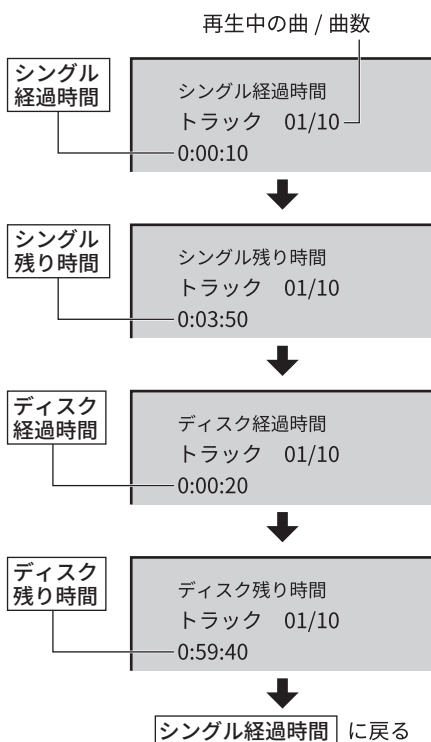 再生中の曲 / 曲数
シングル
経過時間
シングル経過時間
トラック 01/10
0:00:10
シングル
残り時間
シングル残り時間
トラック 01/10
0:03:50
ディスク
経過時間
ディスク経過時間
トラック 01/10
0:00:20
ディスク
残り時間
ディスク残り時間
トラック 01/10
0:59:40
シングル経過時間 に戻る